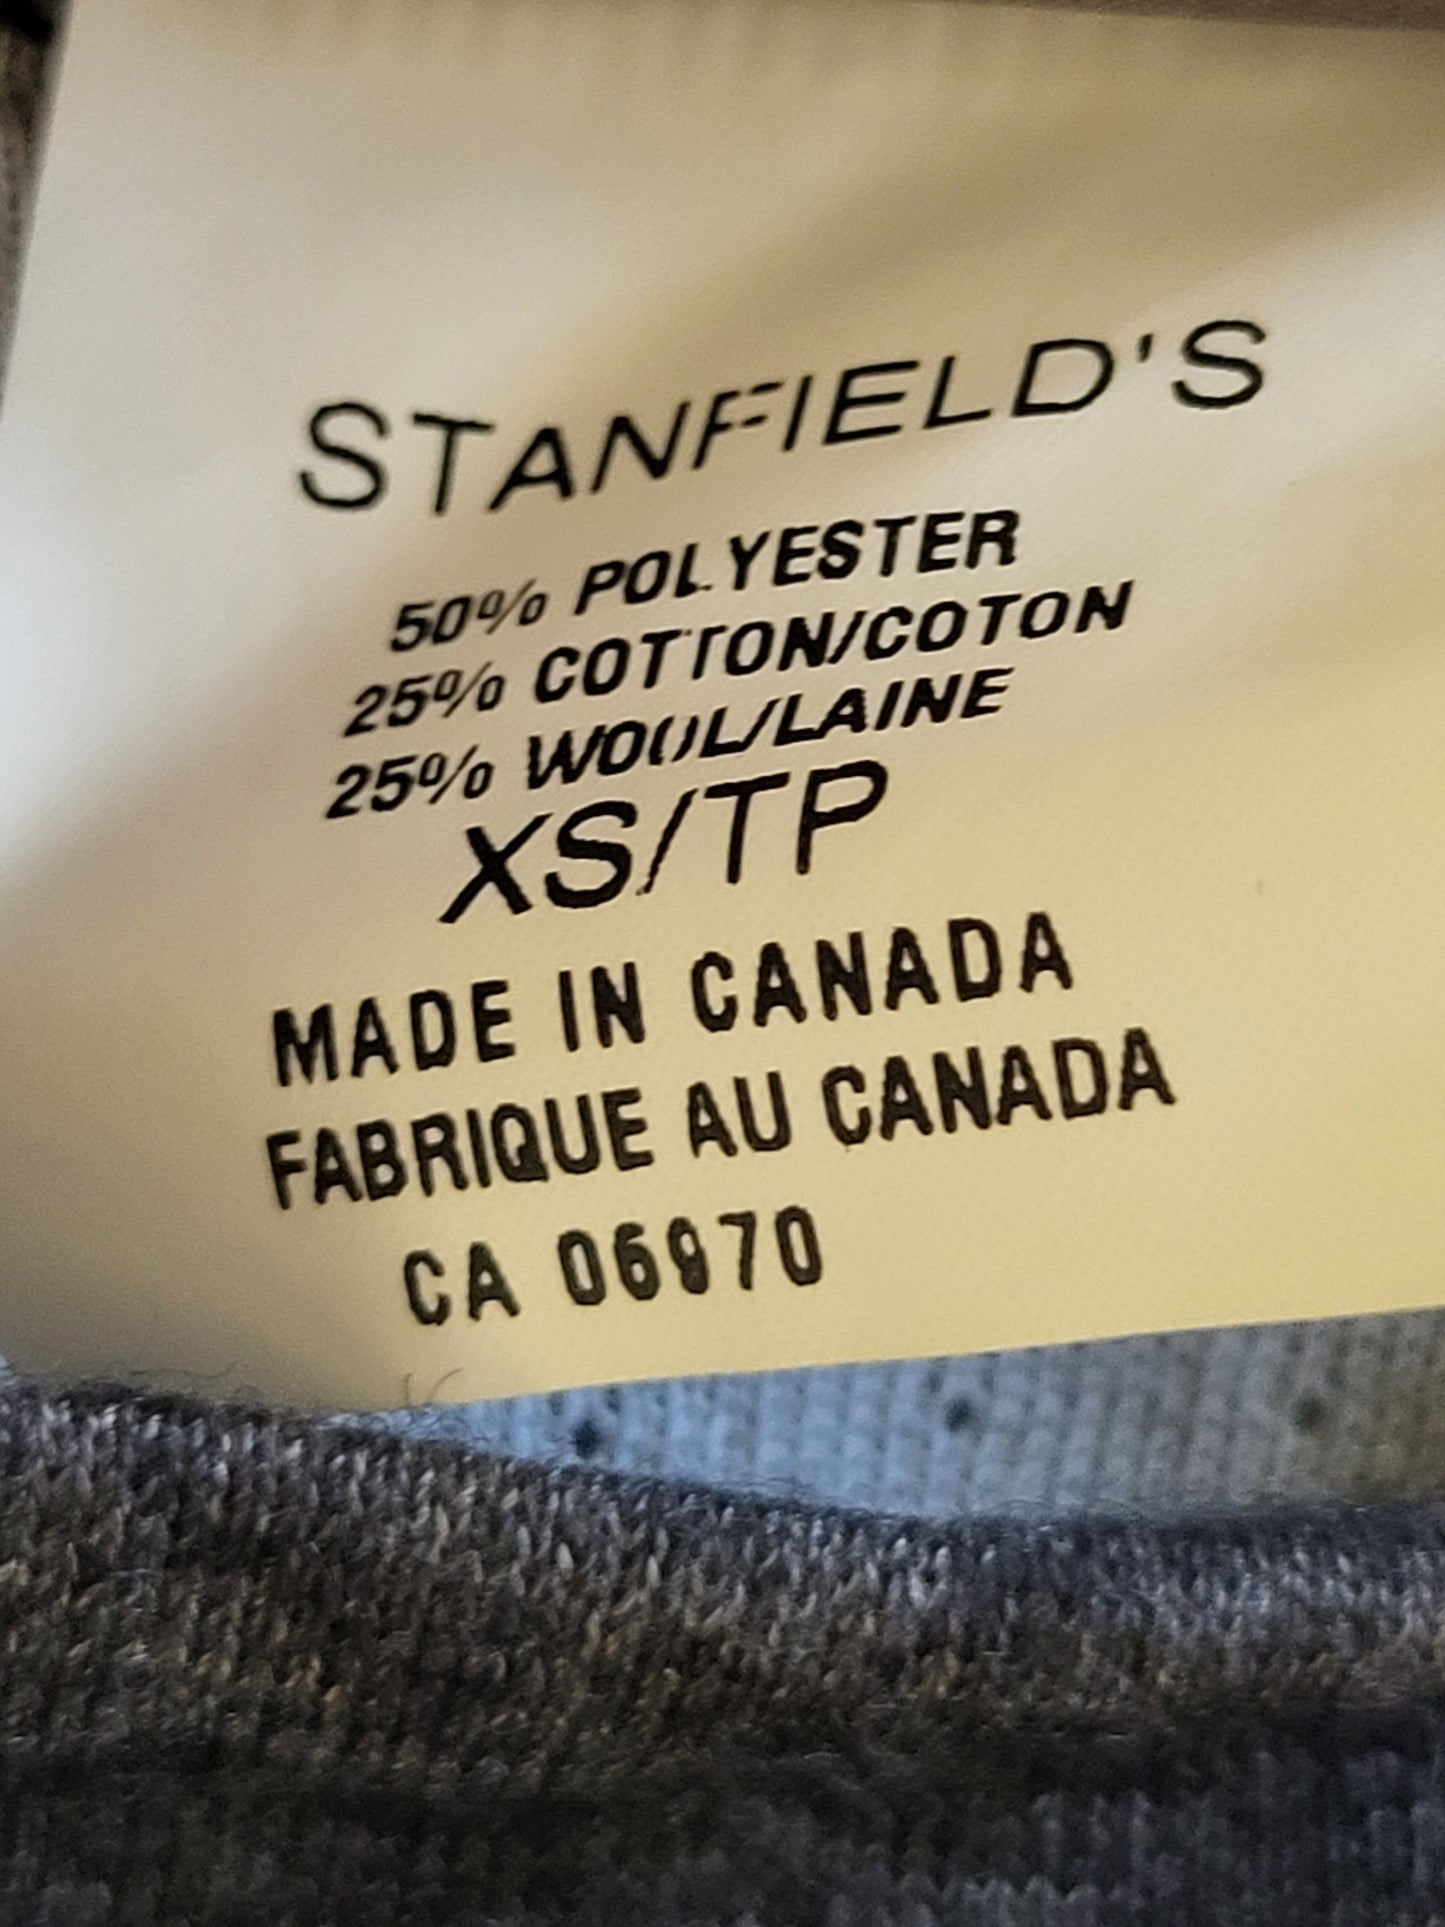 STANFIELD'S
50% POLYESTER
25% COTTON/COTON
25% WOOL/LAINE
XS/TP
MADE IN CANADA
FABRIQUE AU CANADA
CA 06970